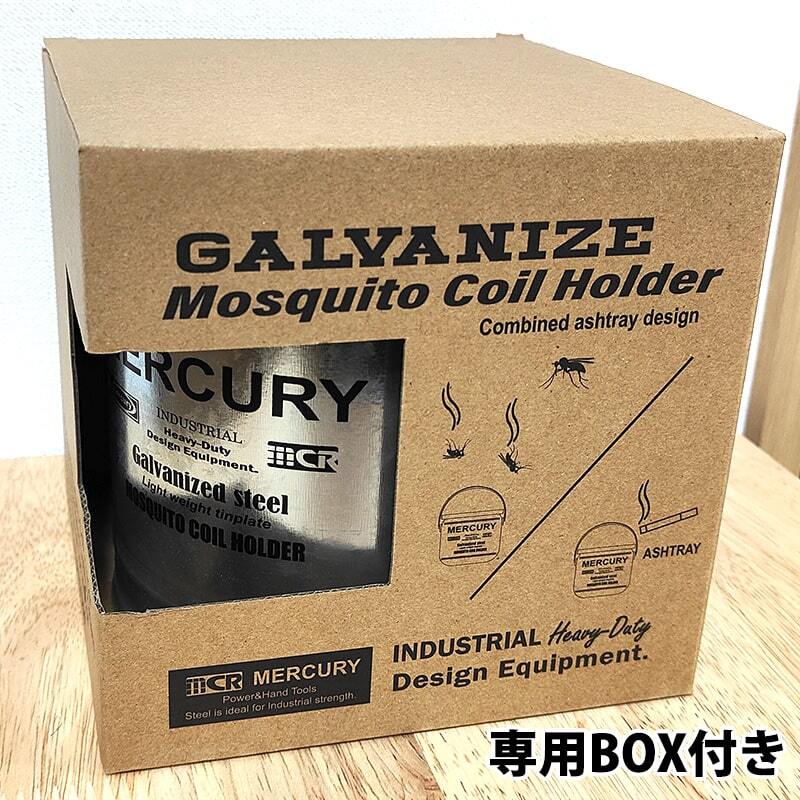 GALVANIZE
Mosquito Coil Holder
Combined ashtray design
ERCURY
INDUSTRIAL
Heavy-Duty
Design Equipment.
MCR
Galvanized steel
Light weight tinplate
MOSQUITO COIL HOLDER
MERCURY
MERCURY
ASHTRAY
MCR MERCURY
Power&Hand Tools
Steel is ideal for Industrial strength.
INDUSTRIAL Heavy-Duty
Design Equipment.
専用BOX付き